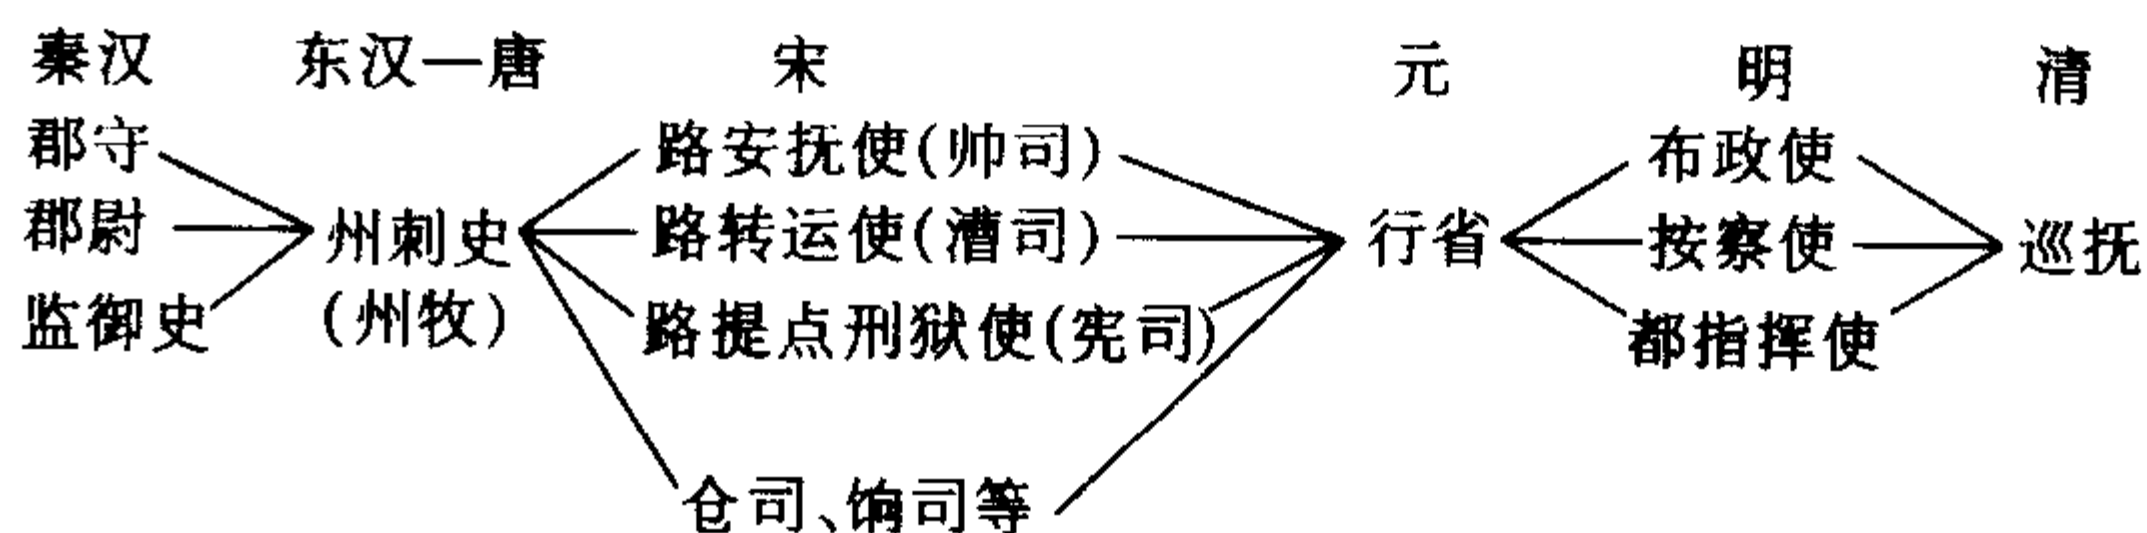 秦汉 东汉—唐 宋 元 明 清
郡守 路安抚使(帅司) 布政使
郡尉 州刺史 路转运使(漕司) 行省 按察使 巡抚
监御史 (州牧) 路提点刑狱使(宪司) 都指挥使
仓司、饷司等